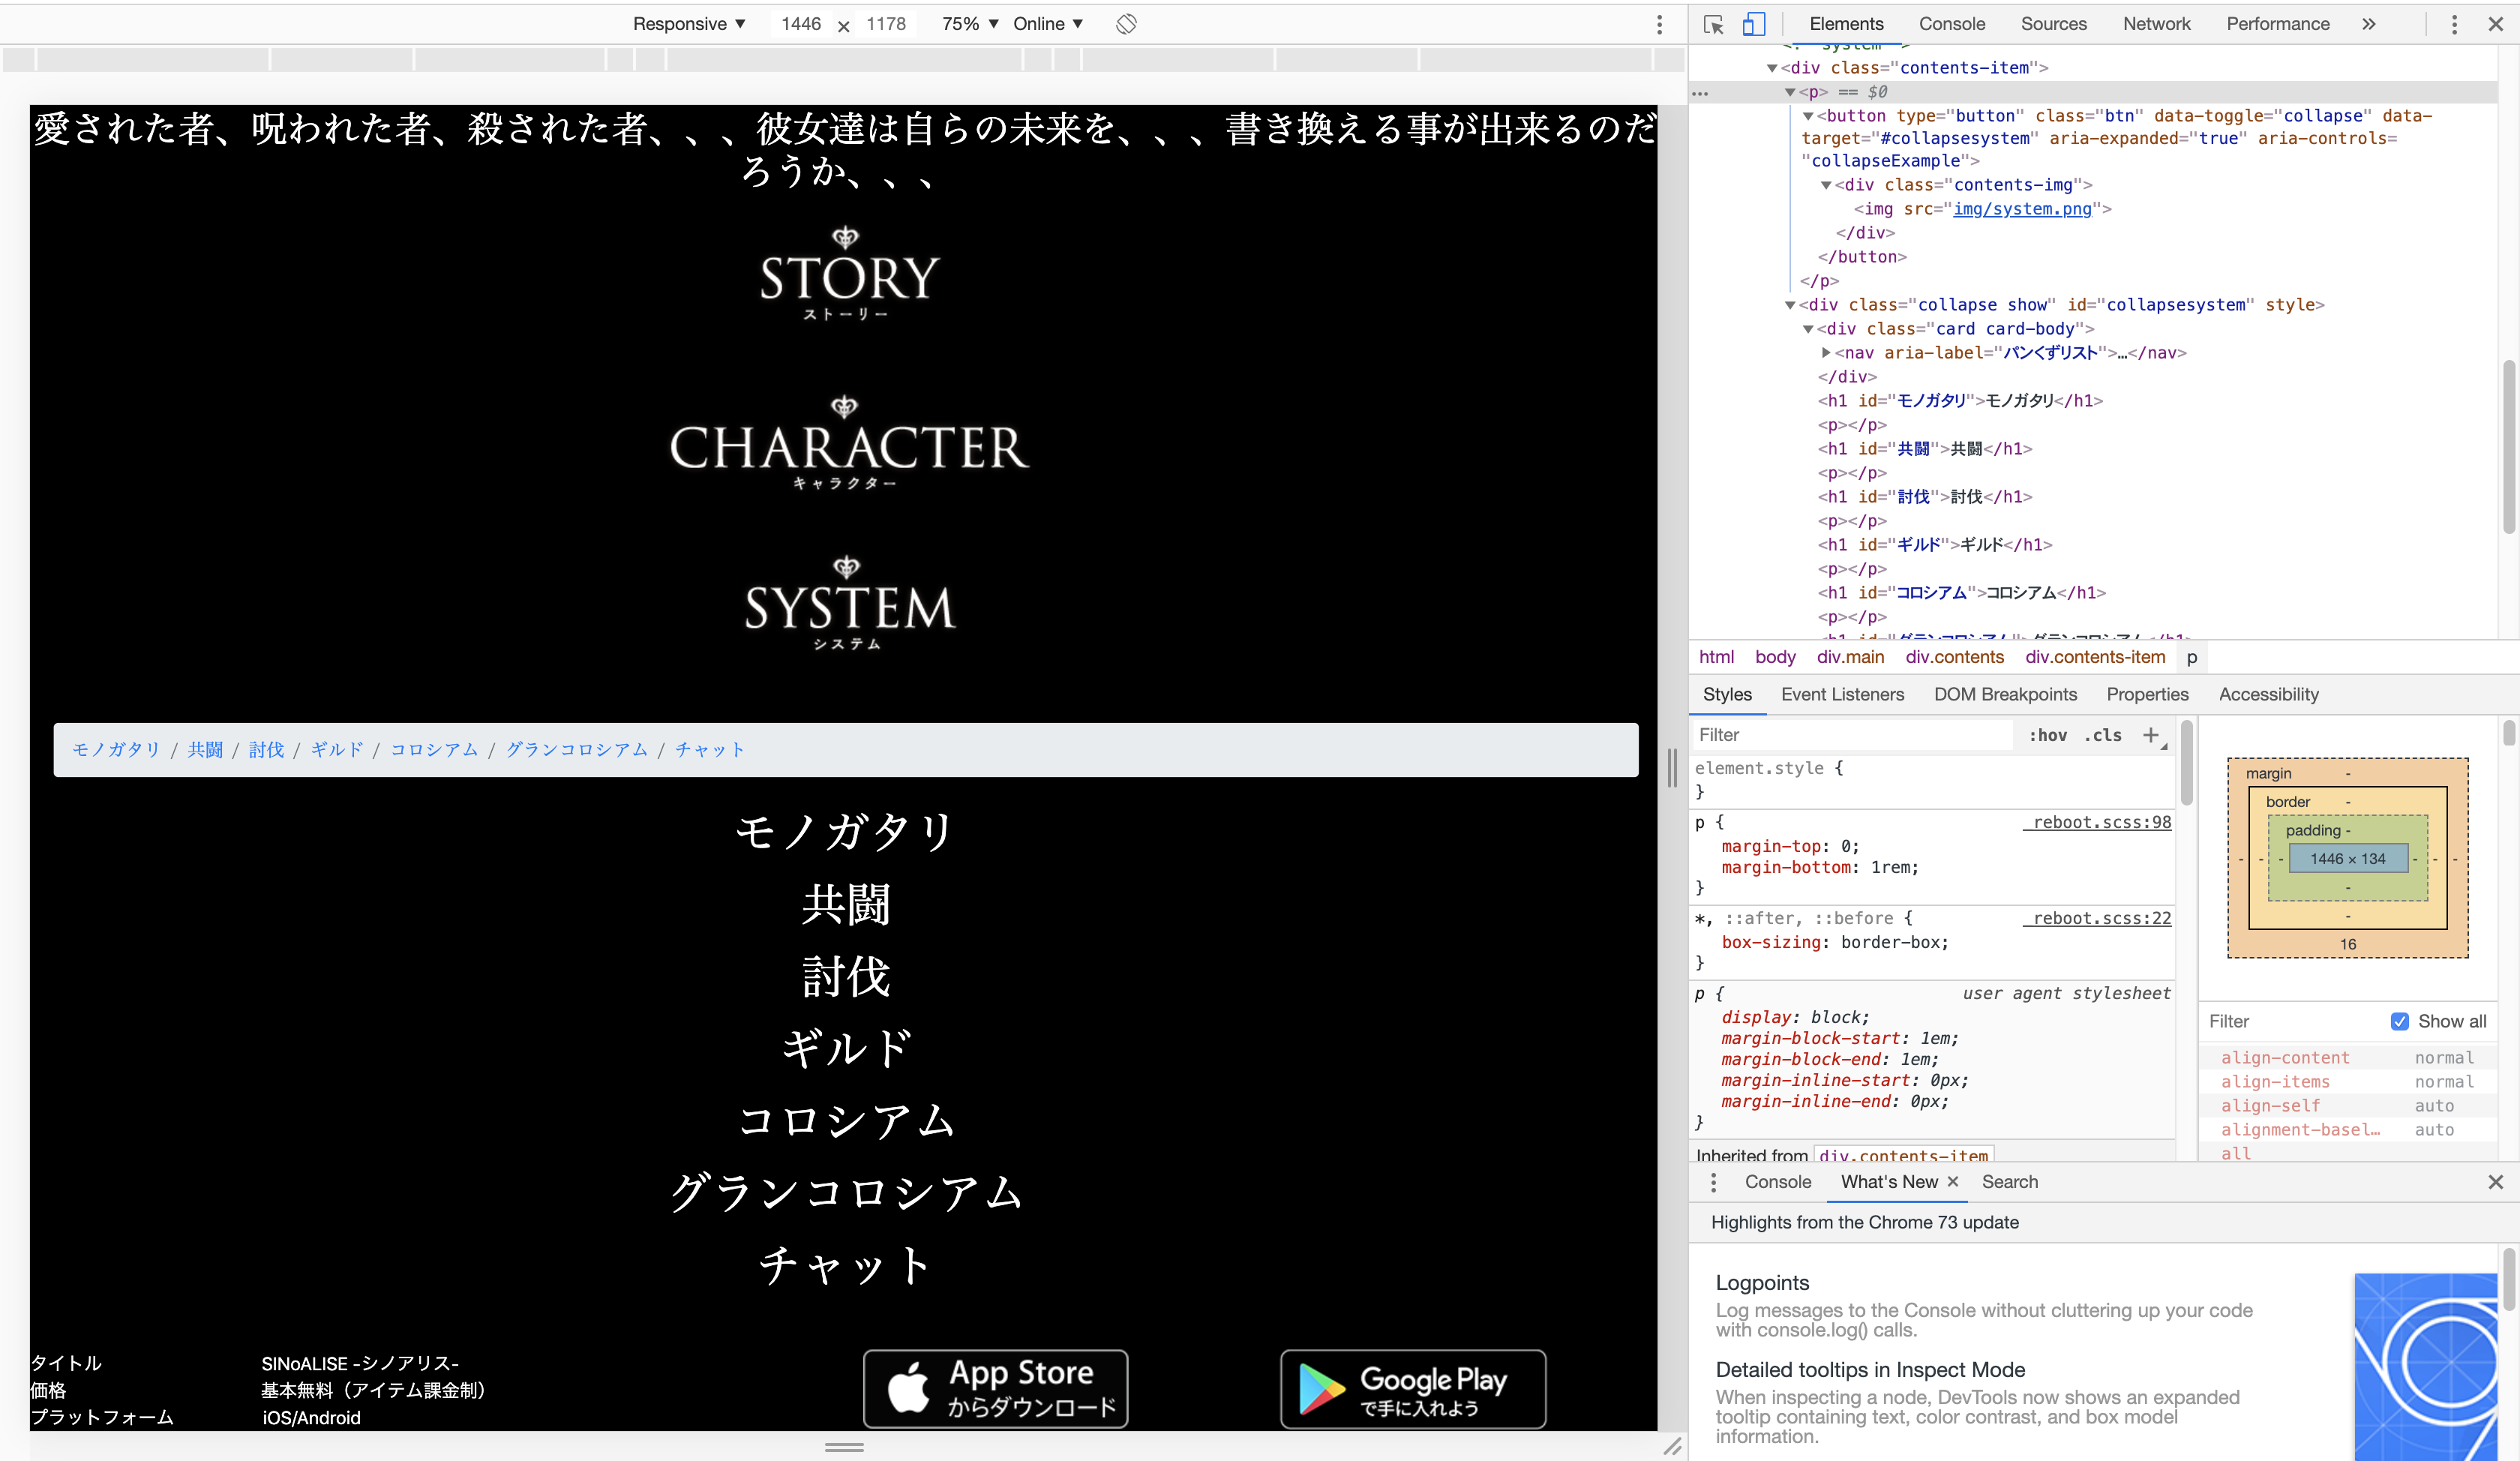 Responsive ▼ 1446 × 1178 75% ▼ Online ▼
愛された者、呪われた者、殺された者、、、彼女達は自らの未来を、、、書き換える事が出来るのだ
ろうか、、、
STORY
ストーリー
CHARACTER
キャラクター
SYSTEM
システム
モノガタリ / 共闘 / 討伐 / ギルド / コロシアム / グランコロシアム / チャット
モノガタリ
共闘
討伐
ギルド
コロシアム
グランコロシアム
チャット
タイトル SINoALISE -シノアリス-
価格 基本無料（アイテム課金制）
プラットフォーム iOS/Android
App Store
からダウンロード
Google Play
で手に入れよう
Elements Console Sources Network Performance »
<div class="contents-item">
… ▼<p> == $0
▼<button type="button" class="btn" data-toggle="collapse" data-
target="#collapsesystem" aria-expanded="true" aria-controls=
"collapseExample">
▼<div class="contents-img">
<img src="img/system.png">
</div>
</button>
</p>
▼<div class="collapse show" id="collapsesystem" style>
▼<div class="card card-body">
▶<nav aria-label="パンくずリスト">…</nav>
</div>
<h1 id="モノガタリ">モノガタリ</h1>
<p></p>
<h1 id="共闘">共闘</h1>
<p></p>
<h1 id="討伐">討伐</h1>
<p></p>
<h1 id="ギルド">ギルド</h1>
<p></p>
<h1 id="コロシアム">コロシアム</h1>
<p></p>
<h1 id="グランコロシアム">グランコロシアム</h1>
html body div.main div.contents div.contents-item p
Styles Event Listeners DOM Breakpoints Properties Accessibility
Filter :hov .cls +
element.style {
}
p { _reboot.scss:98
margin-top: 0;
margin-bottom: 1rem;
}
*, ::after, ::before { _reboot.scss:22
box-sizing: border-box;
}
p { user agent stylesheet
display: block;
margin-block-start: 1em;
margin-block-end: 1em;
margin-inline-start: 0px;
margin-inline-end: 0px;
}
Inherited from div.contents-item
margin -
border -
padding -
- - - 1446 × 134 - - -
-
-
16
Filter Show all
align-content normal
align-items normal
align-self auto
alignment-basel… auto
all
Console What's New × Search
Highlights from the Chrome 73 update
Logpoints
Log messages to the Console without cluttering up your code
with console.log() calls.
Detailed tooltips in Inspect Mode
When inspecting a node, DevTools now shows an expanded
tooltip containing text, color contrast, and box model
information.